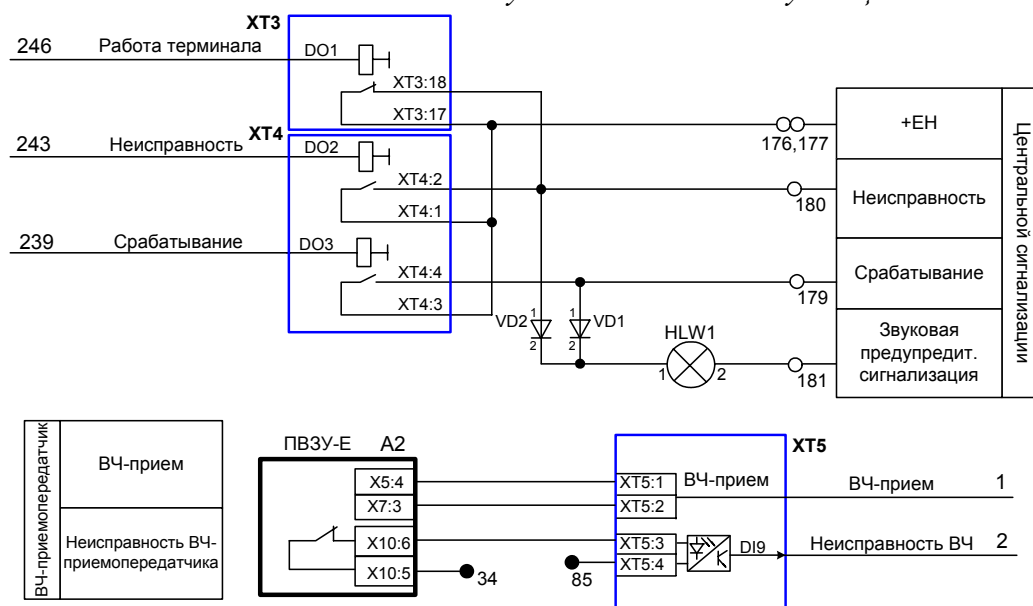 XT3
246 Работа терминала DO1
XT3:18
XT3:17
XT4
243 Неисправность DO2
XT4:2
XT4:1
239 Срабатывание DO3
XT4:4
XT4:3
VD2 1 2
1 2 VD1
HLW1
1 2
176,177
180
179
181
+EH
Неисправность
Срабатывание
Звуковая
предупредит.
сигнализация
Центральной сигнализации
ВЧ-приемопередатчик
ВЧ-прием
Неисправность ВЧ-
приемопередатчика
ПВЗУ-Е A2
X5:4
X7:3
X10:6
X10:5
34
85
XT5
XT5:1
XT5:2
XT5:3
XT5:4
ВЧ-прием
DI9
ВЧ-прием 1
Неисправность ВЧ 2